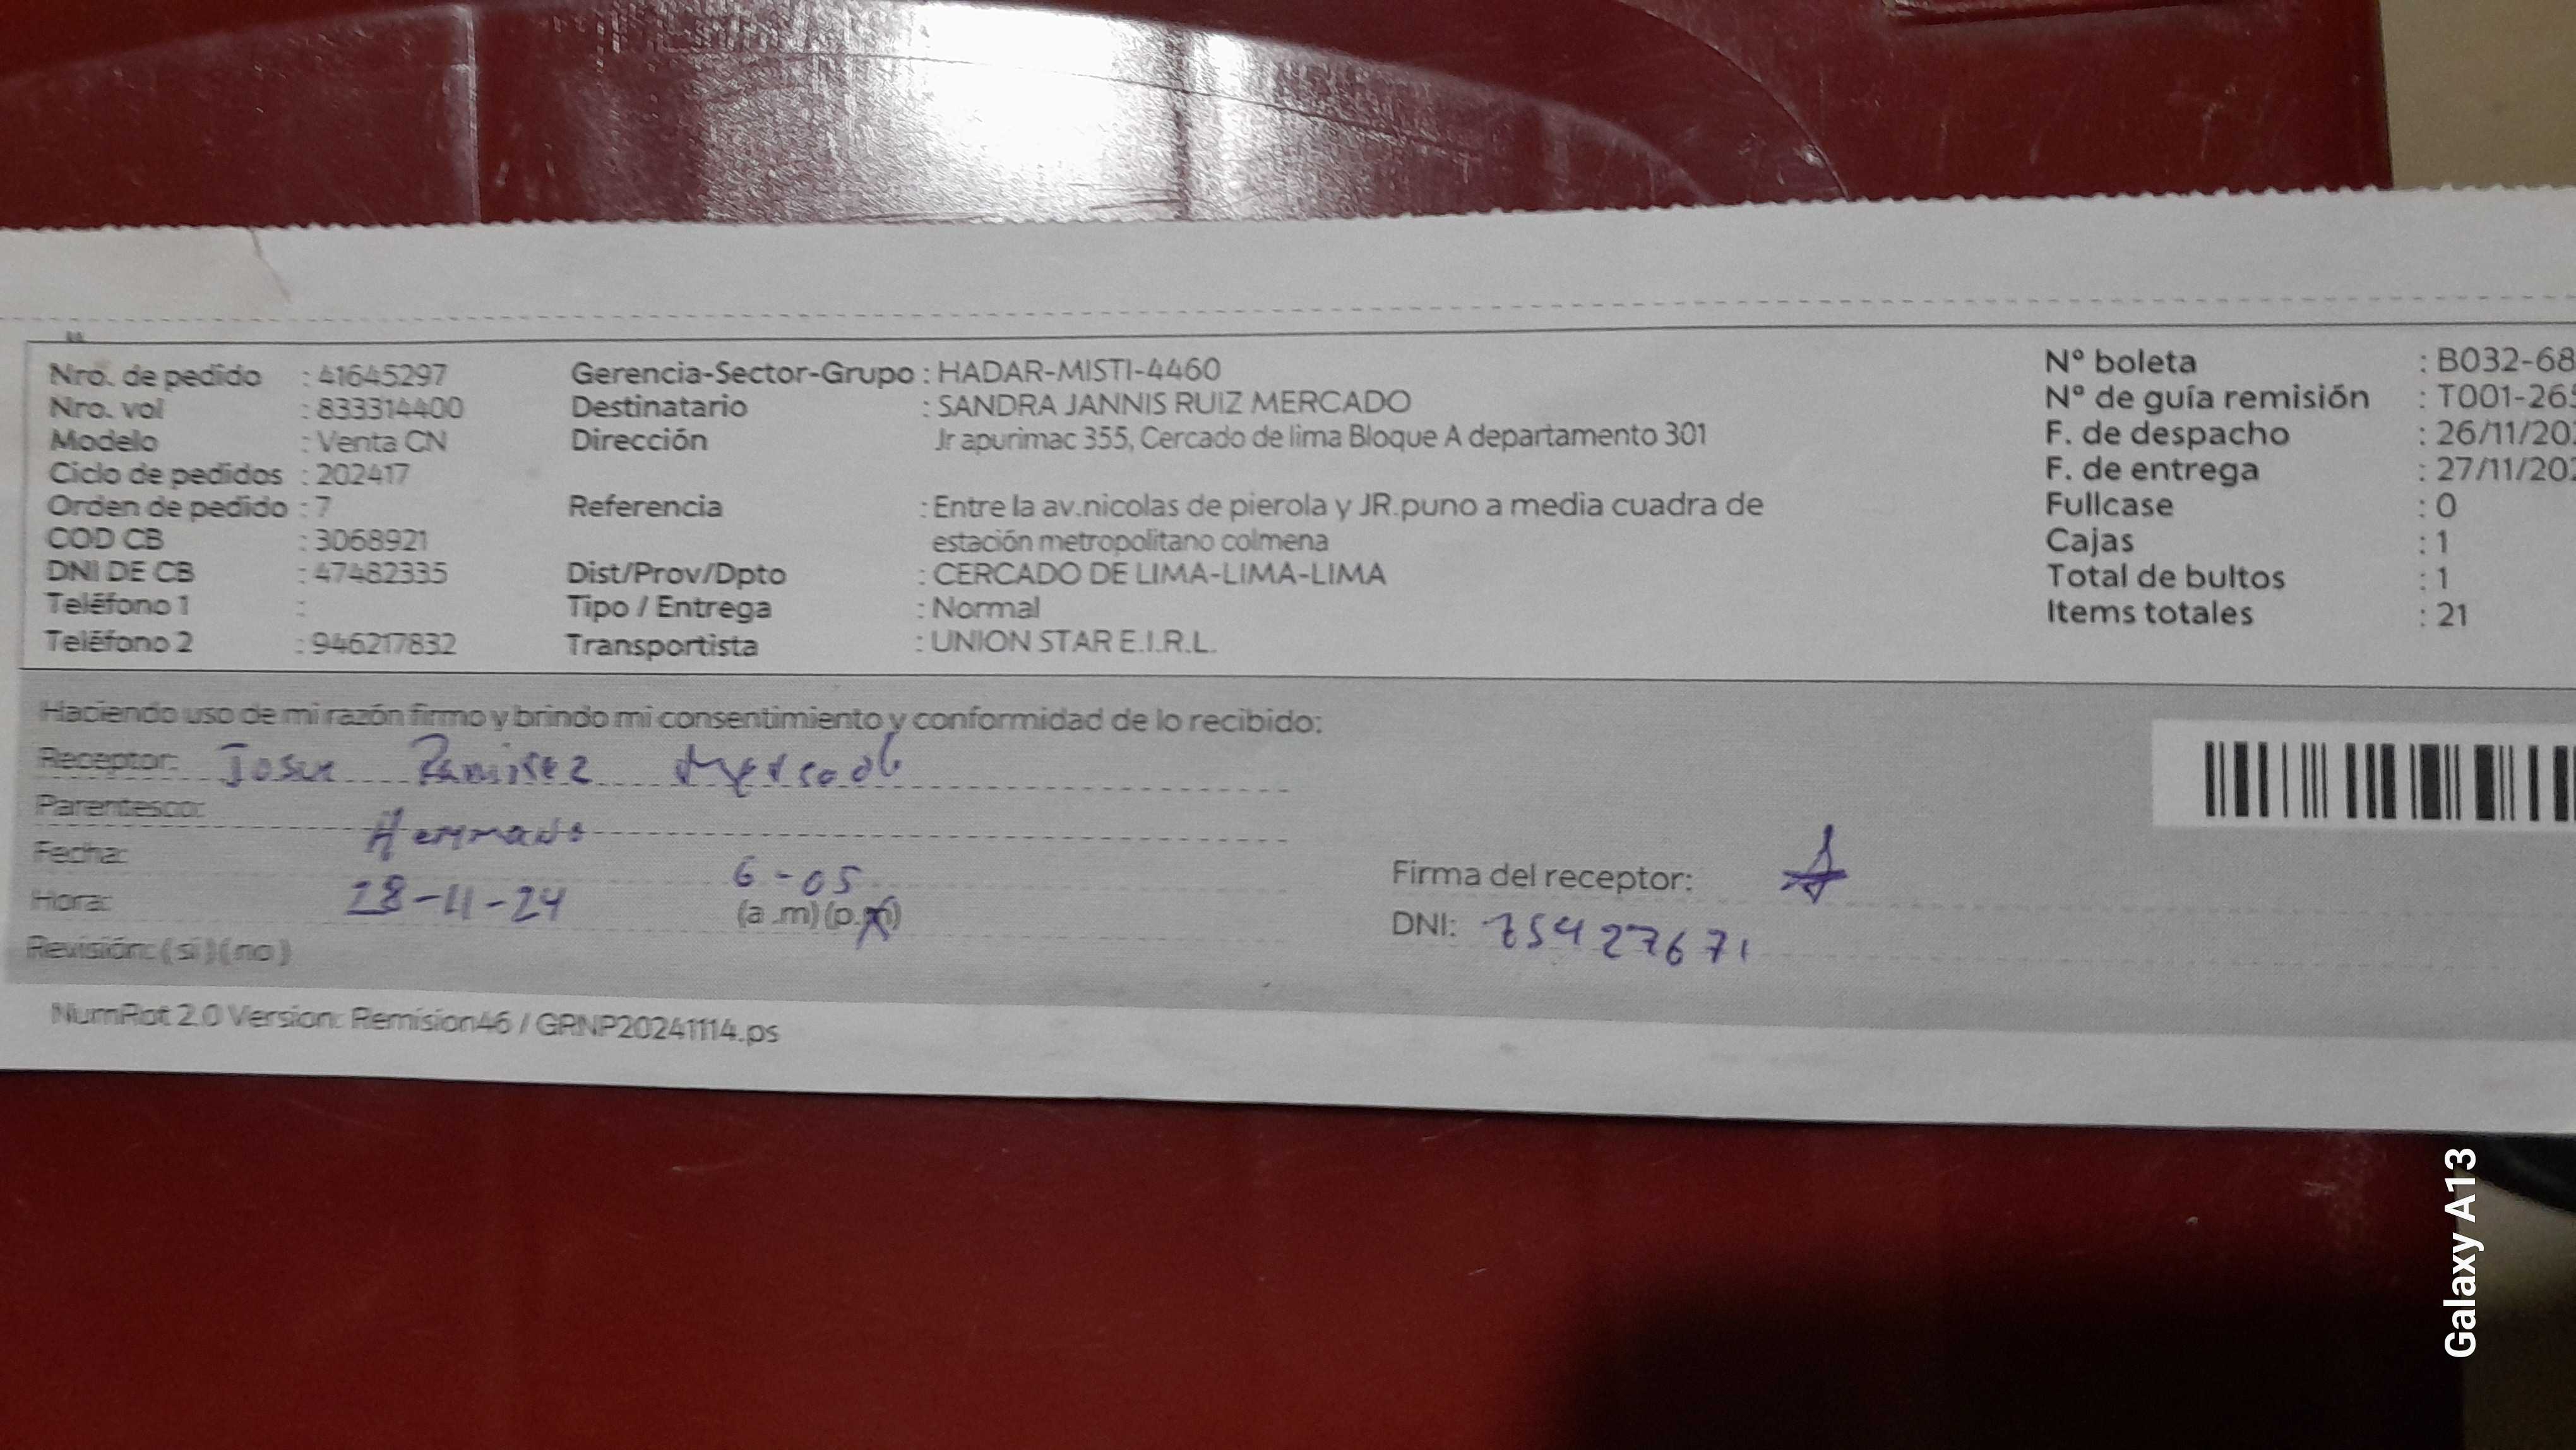 Nro. de pedido : 41645297
Nro. vol : 833314400
Modelo : Venta CN
Ciclo de pedidos : 202417
Orden de pedido : 7
COD CB : 3068921
DNI DE CB : 47482335
Teléfono 1 :
Teléfono 2 : 946217832
Gerencia-Sector-Grupo : HADAR-MISTI-4460
Destinatario : SANDRA JANNIS RUIZ MERCADO
Dirección Jr apurimac 355, Cercado de lima Bloque A departamento 301
Referencia : Entre la av.nicolas de pierola y JR.puno a media cuadra de
estación metropolitano colmena
Dist/Prov/Dpto : CERCADO DE LIMA-LIMA-LIMA
Tipo / Entrega : Normal
Transportista : UNION STAR E.I.R.L.
Nº boleta : B032-68
Nº de guía remisión : T001-265
F. de despacho : 26/11/202
F. de entrega : 27/11/202
Fullcase : 0
Cajas : 1
Total de bultos : 1
Items totales : 21
Haciendo uso de mi razón firmo y brindo mi consentimiento y conformidad de lo recibido:
Receptor: Josue Ramirez Mercado
Parentesco: Hermano
Fecha: 28-11-24
Hora: 6-05 (a.m) (p.m)
Revisión: (si) (no)
Firma del receptor:
DNI: 75427671
NumRot 2.0 Version: Remision46 / GRNP20241114.ps
Galaxy A13